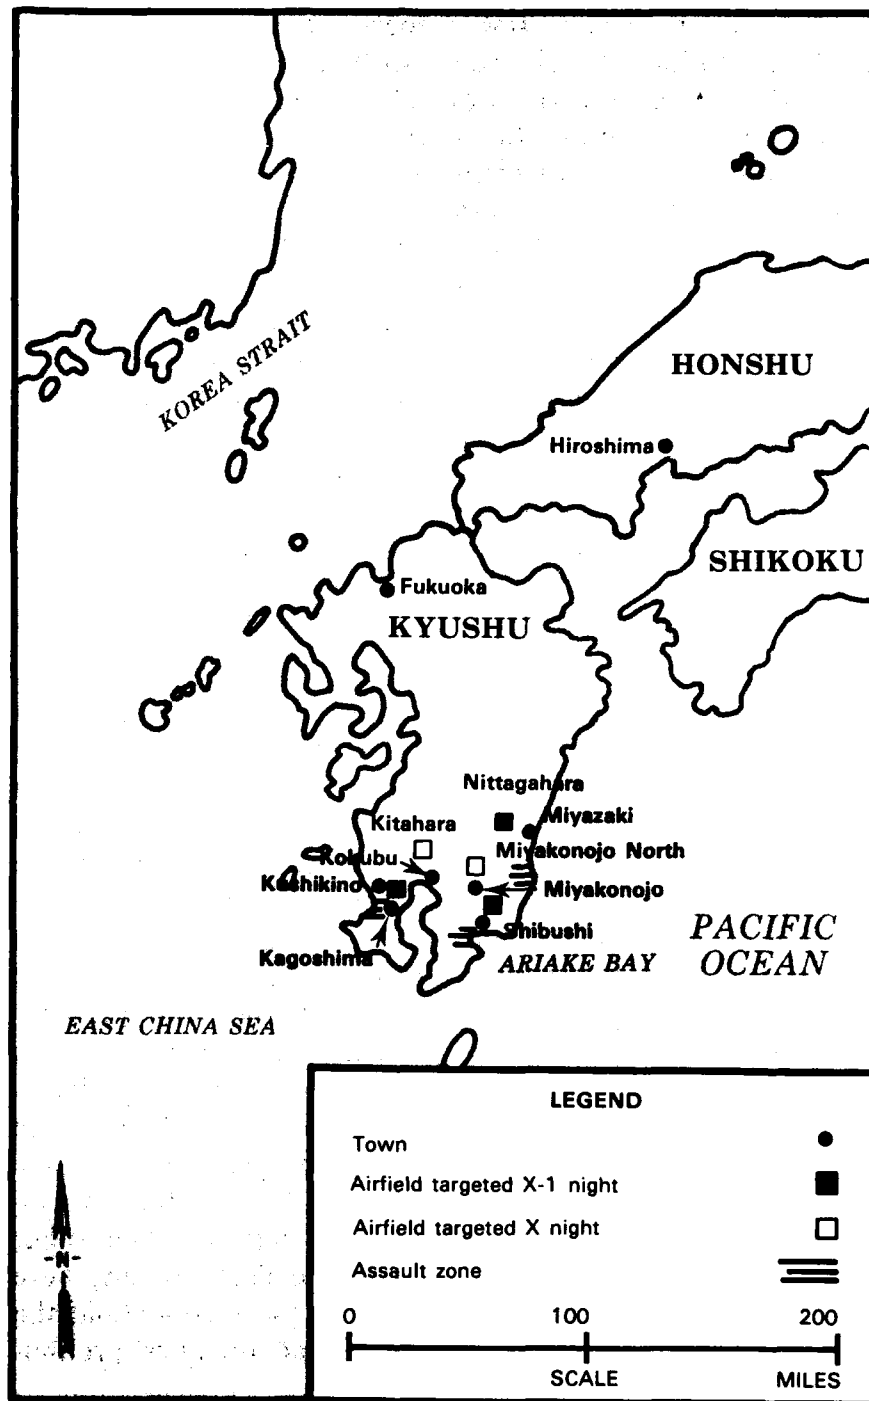 KOREA STRAIT
HONSHU
Hiroshima
SHIKOKU
Fukuoka
KYUSHU
Nittagahara
Miyazaki
Kitahara
Miyakonojo North
Kokubu
Kushikino
Miyakonojo
Shibushi
Kagoshima
ARIAKE BAY
PACIFIC
OCEAN
EAST CHINA SEA
LEGEND
Town
Airfield targeted X-1 night
Airfield targeted X night
Assault zone
-N-
0 100 200
SCALE MILES